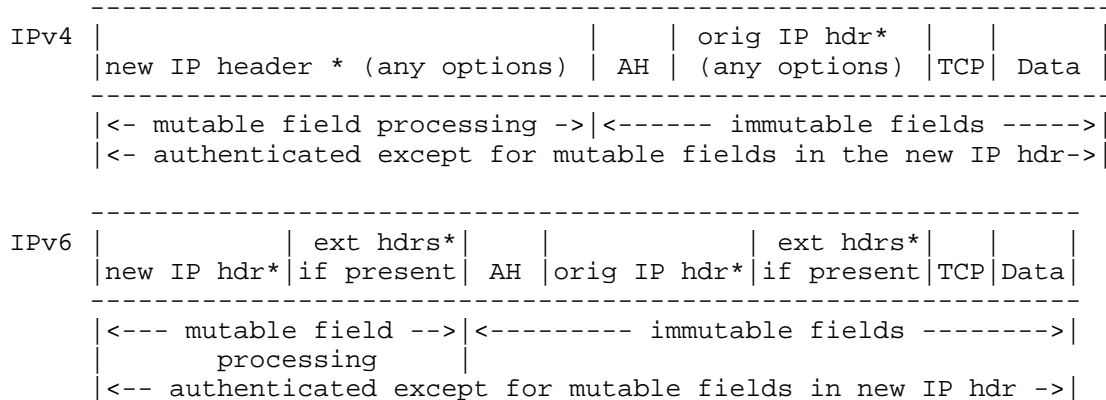 ----------------------------------------------------------------
IPv4 |                              |    | orig IP hdr*  |   |      |
     |new IP header * (any options) | AH | (any options) |TCP| Data |
     ----------------------------------------------------------------
     |<- mutable field processing ->|<------ immutable fields ----->|
     |<- authenticated except for mutable fields in the new IP hdr->|

     --------------------------------------------------------------
IPv6 |           | ext hdrs*|    |            | ext hdrs*|   |    |
     |new IP hdr*|if present| AH |orig IP hdr*|if present|TCP|Data|
     --------------------------------------------------------------
     |<--- mutable field -->|<--------- immutable fields -------->|
     |       processing     |
     |<-- authenticated except for mutable fields in new IP hdr ->|